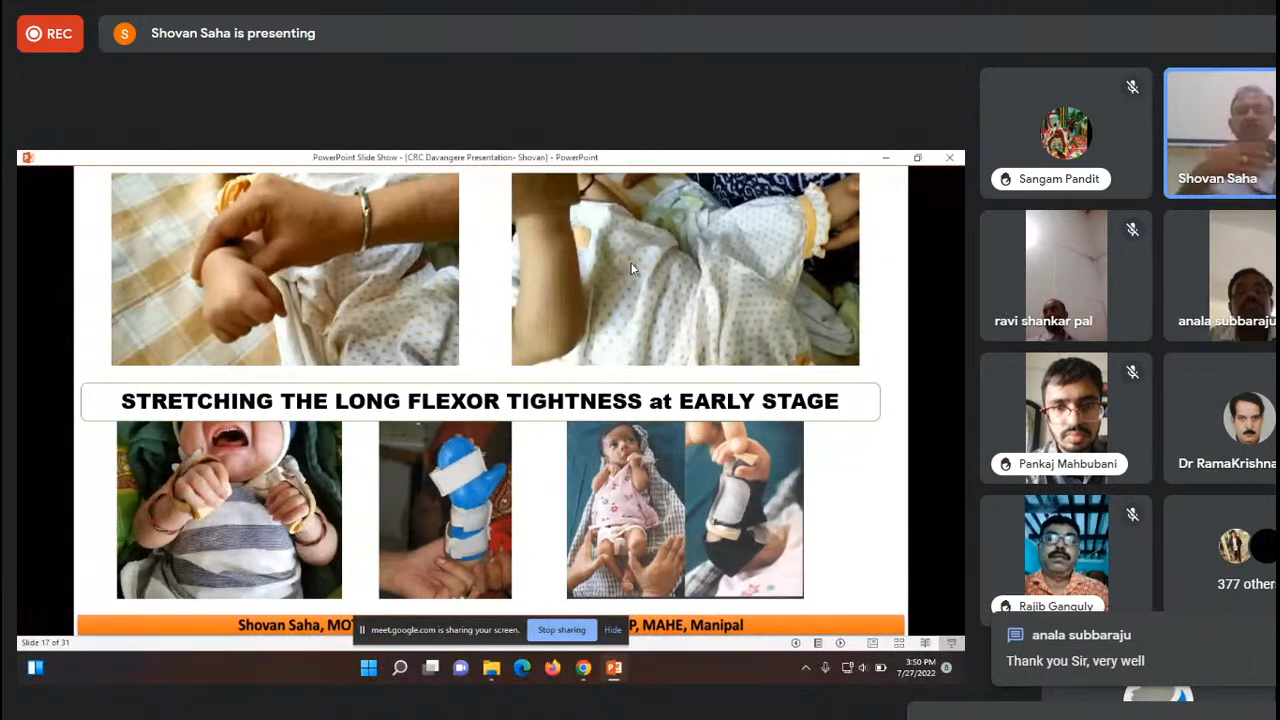 REC
S
Shovan Saha is presenting
PowerPoint Slide Show - [CRC Davangere Presentation- Shovan] - PowerPoint
STRETCHING THE LONG FLEXOR TIGHTNESS at EARLY STAGE
Shovan Saha, MOT
P, MAHE, Manipal
meet.google.com is sharing your screen.
Stop sharing
Hide
Slide 17 of 31
3:50 PM
7/27/2022
Sangam Pandit
Shovan Saha
ravi shankar pal
anala subbaraju
Pankaj Mahbubani
Dr RamaKrishna
Rajib Ganguly
377 other
anala subbaraju
Thank you Sir, very well